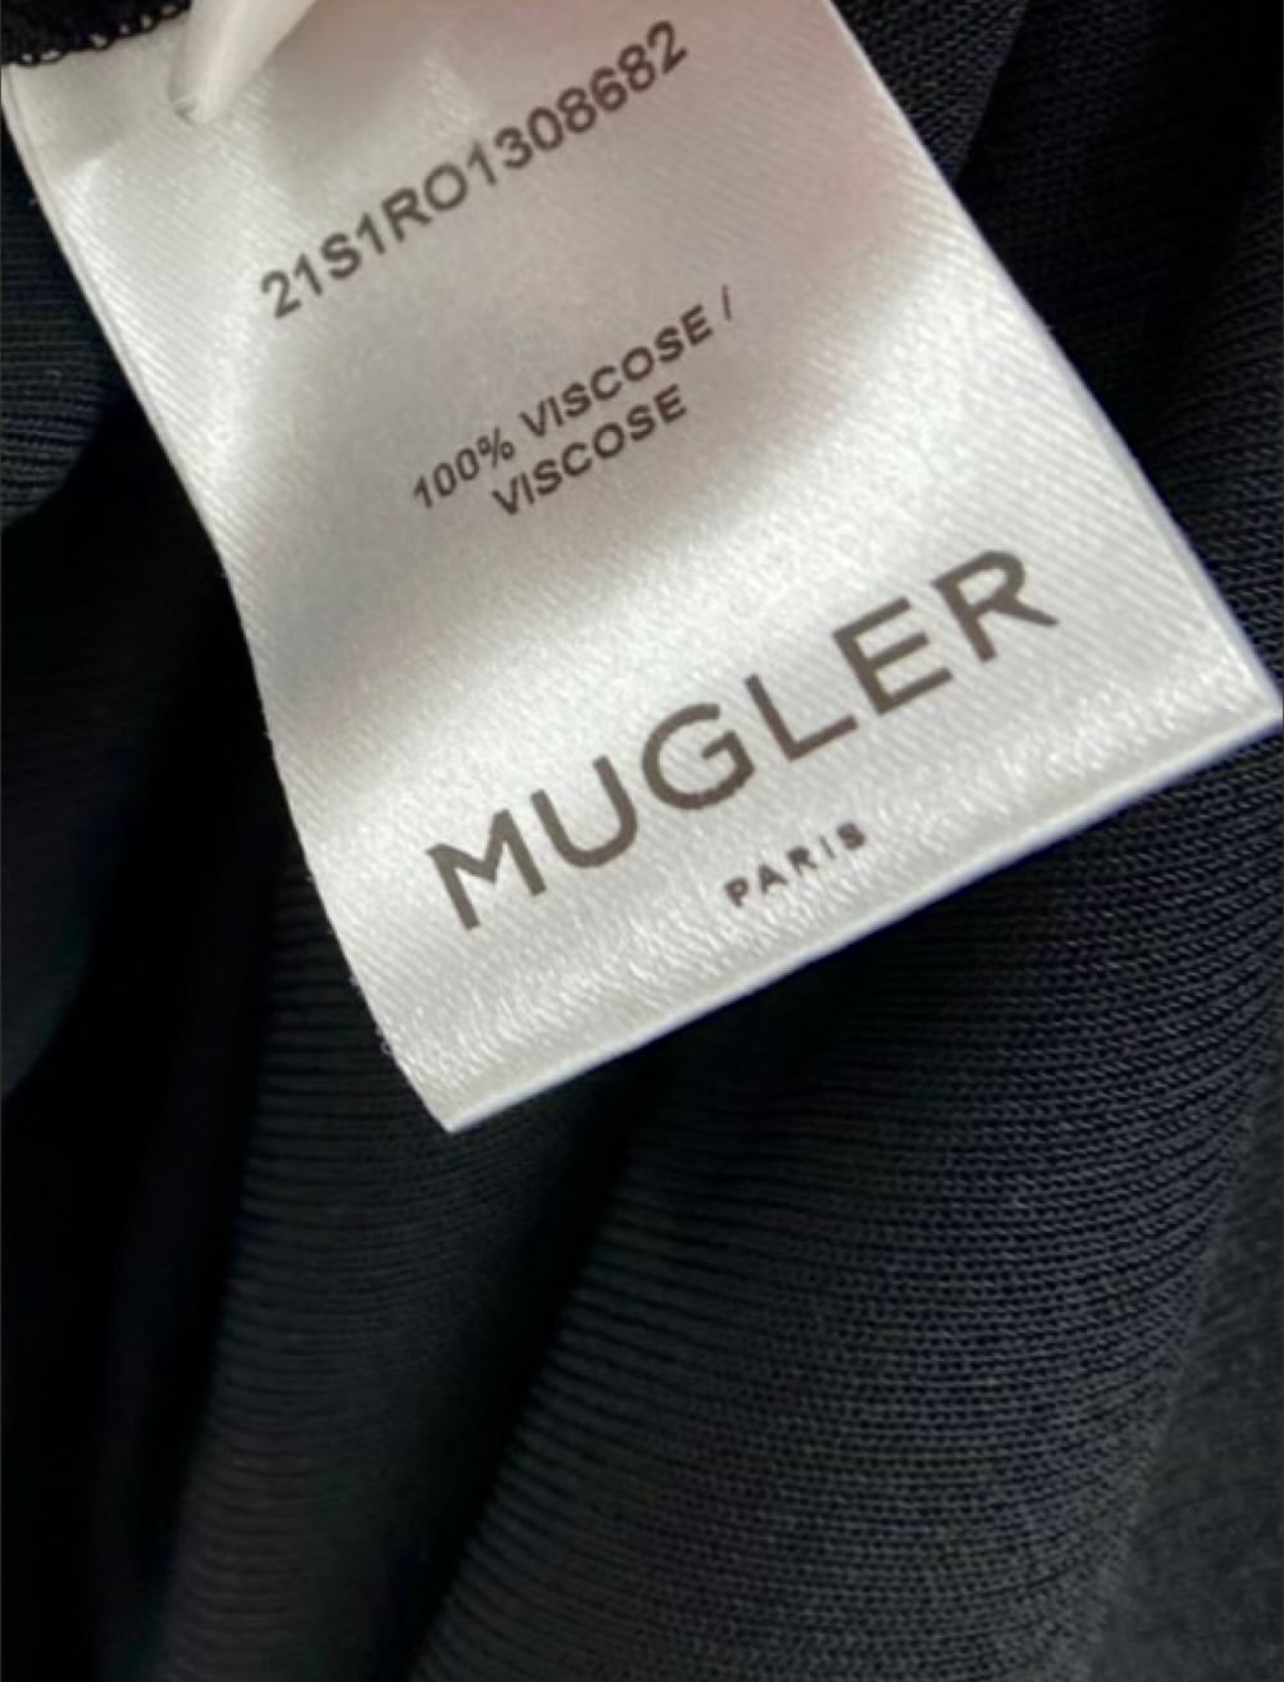 21S1RO1308682
100% VISCOSE /
VISCOSE
MUGLER
PARIS